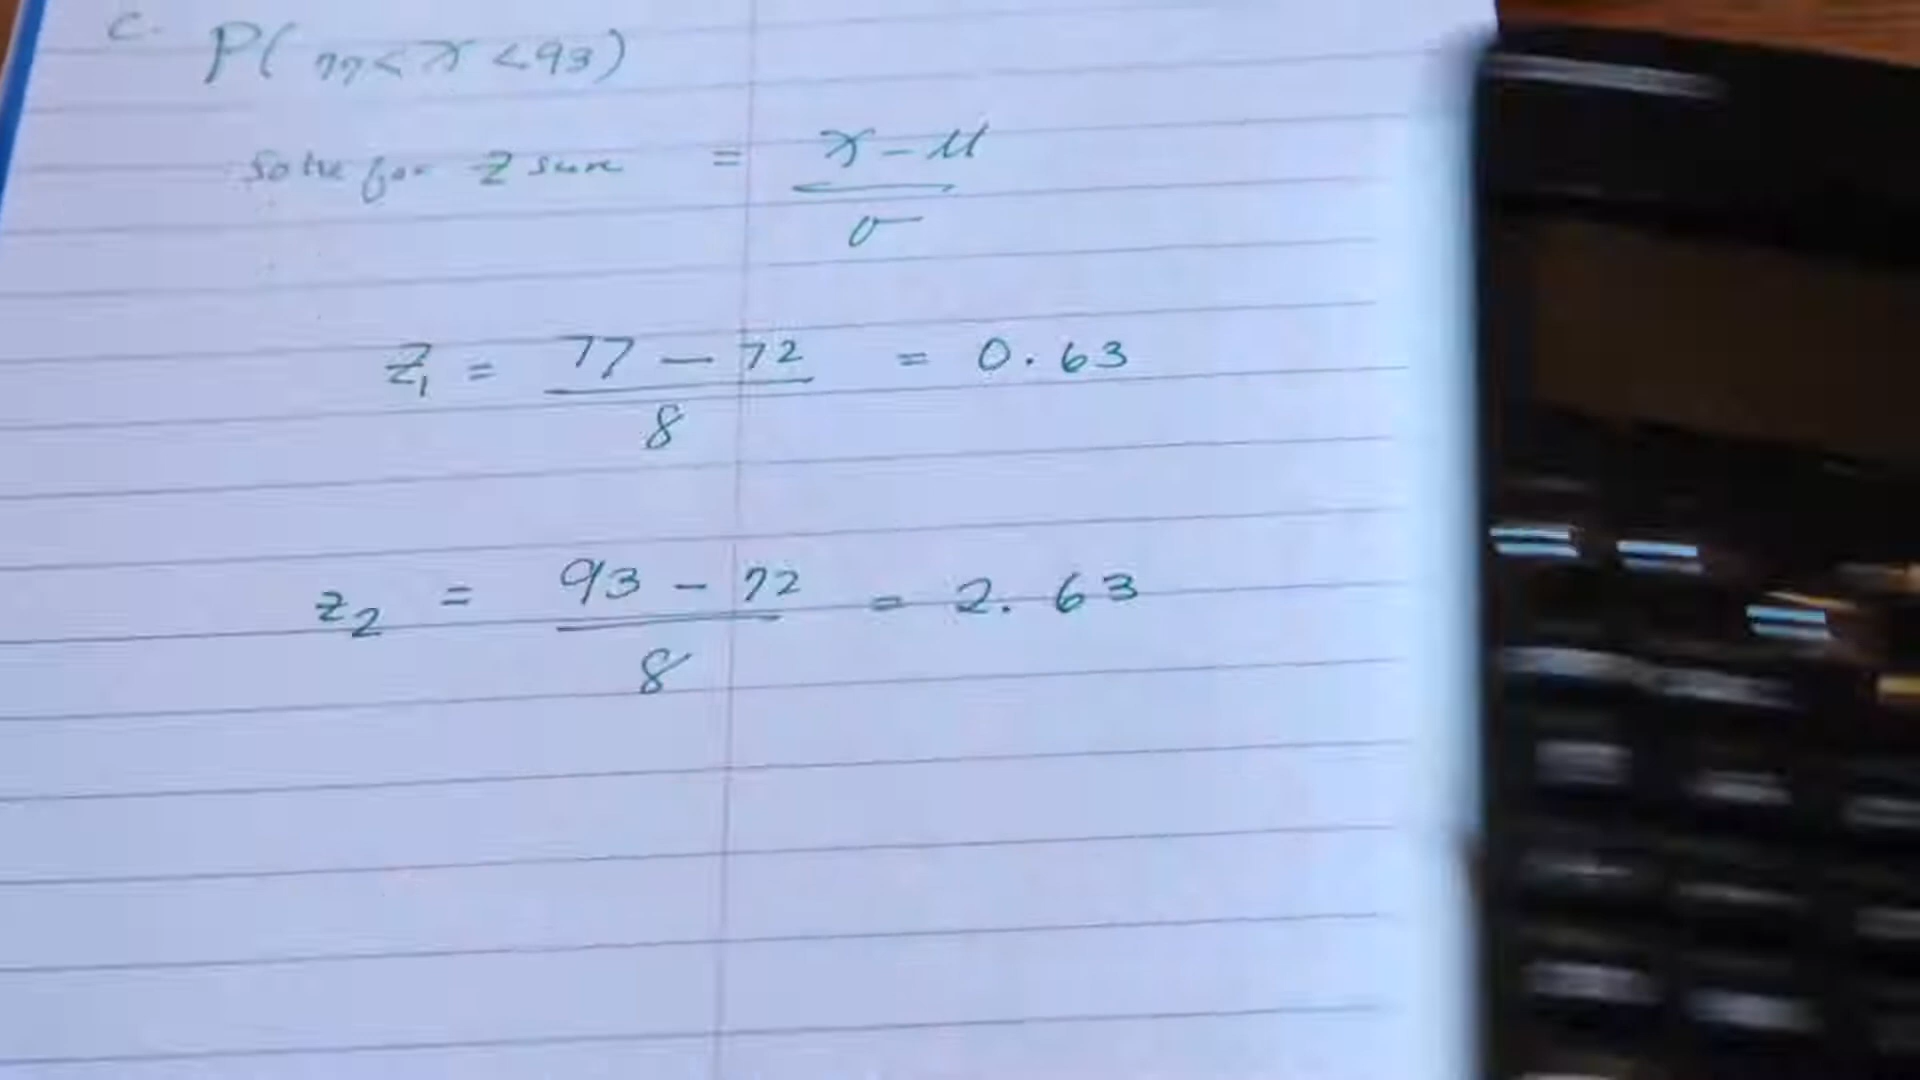 C. P( 77 < x < 93 )
Solve for Z score = x - μ / σ
Z₁ = 77 - 72 / 8 = 0.63
Z₂ = 93 - 72 / 8 = 2.63